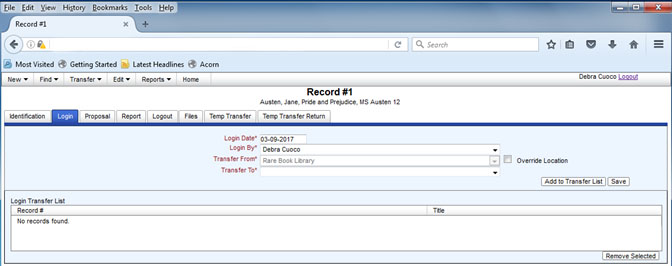 File Edit View History Bookmarks Tools Help
Record #1
Search
Most Visited Getting Started Latest Headlines Acorn
New Find Transfer Edit Reports Home Debra Cuoco Logout
Record #1
Austen, Jane, Pride and Prejudice, MS Austen 12
Identification Login Proposal Report Logout Files Temp Transfer Temp Transfer Return
Login Date* 03-09-2017
Login By* Debra Cuoco
Transfer From* Rare Book Library Override Location
Transfer To*
Add to Transfer List Save
Login Transfer List
Record # Title
No records found.
Remove Selected